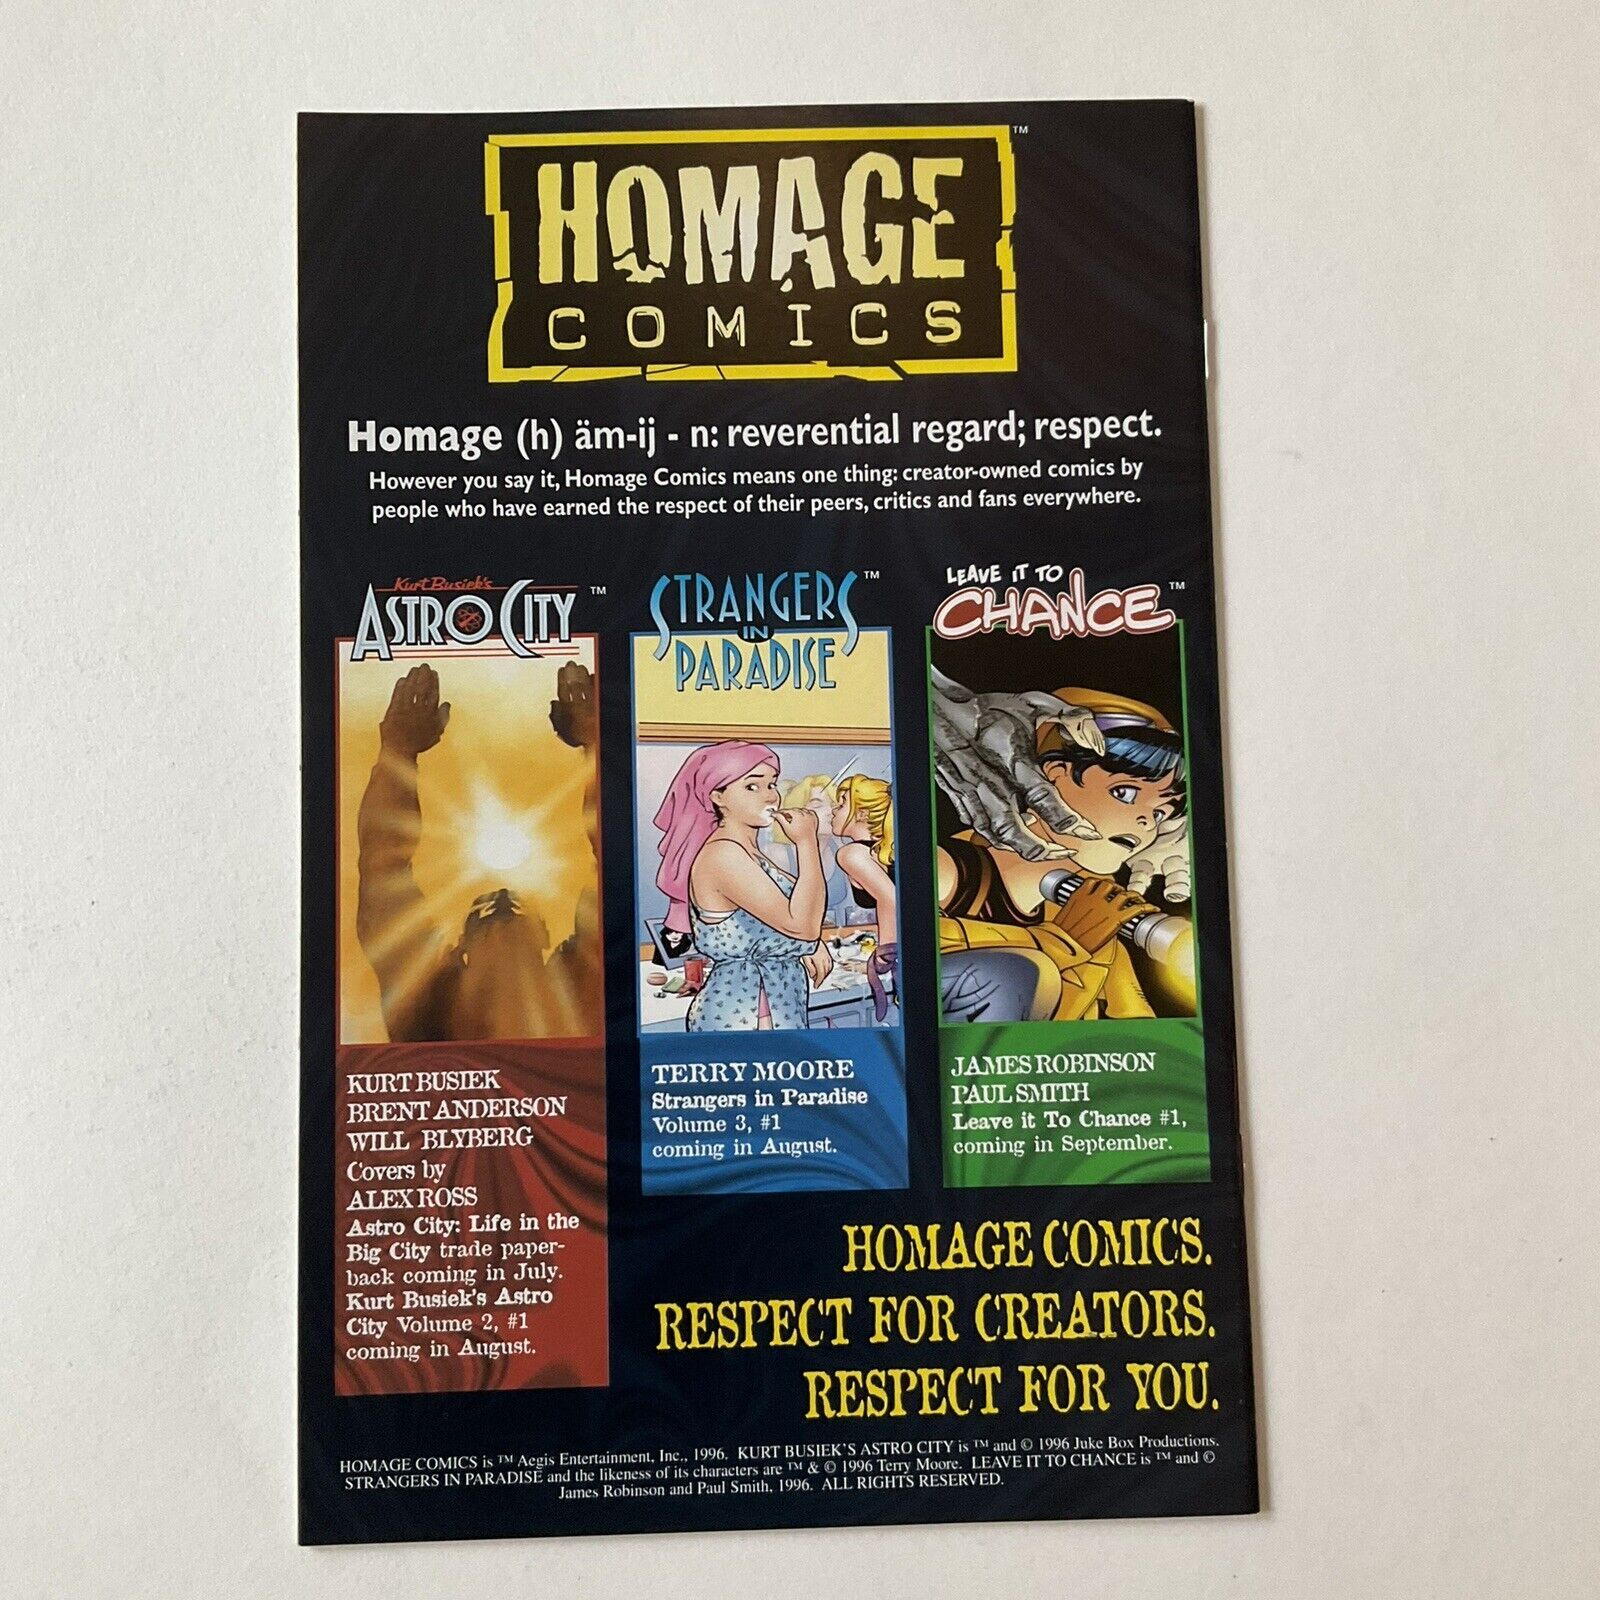 HOMAGE™
COMICS
Homage (h) äm-ij - n: reverential regard; respect.
However you say it, Homage Comics means one thing: creator-owned comics by
people who have earned the respect of their peers, critics and fans everywhere.
Kurt Busiek's
ASTRO CITY™
STRANGERS™
IN
PARADISE
LEAVE IT TO
CHANCE™
KURT BUSIEK
BRENT ANDERSON
WILL BLYBERG
Covers by
ALEX ROSS
Astro City: Life in the
Big City trade paper-
back coming in July.
Kurt Busiek's Astro
City Volume 2, #1
coming in August.
TERRY MOORE
Strangers in Paradise
Volume 3, #1
coming in August.
JAMES ROBINSON
PAUL SMITH
Leave it To Chance #1,
coming in September.
HOMAGE COMICS.
RESPECT FOR CREATORS.
RESPECT FOR YOU.
HOMAGE COMICS is ™ Aegis Entertainment, Inc., 1996. KURT BUSIEK'S ASTRO CITY is ™ and © 1996 Juke Box Productions.
STRANGERS IN PARADISE and the likeness of its characters are ™ & © 1996 Terry Moore. LEAVE IT TO CHANCE is ™ and ©
James Robinson and Paul Smith, 1996. ALL RIGHTS RESERVED.